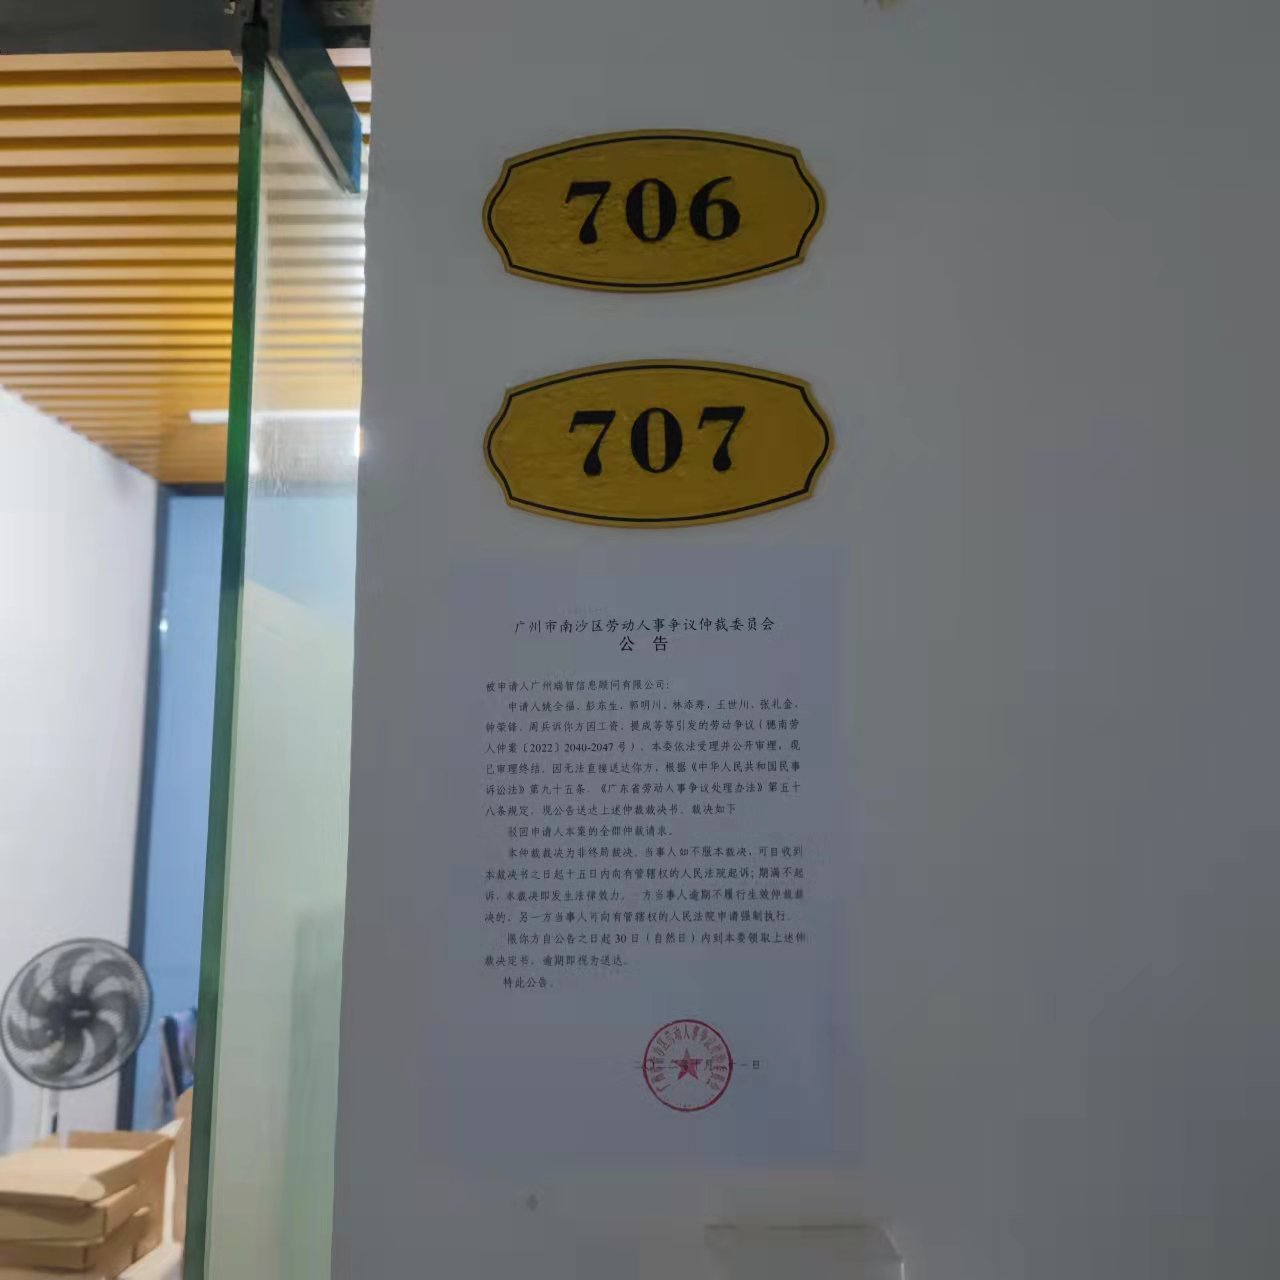 706
707
广州市南沙区劳动人事争议仲裁委员会
公 告
被申请人广州瑞智信息顾问有限公司：
申请人姚全福、彭东生、郭明川、林添寿、王世川、张礼金、
钟荣锋、周兵诉你方因工资、提成等等引发的劳动争议（穗南劳
人仲案〔2022〕2040-2047 号）。本委依法受理并公开审理，现
已审理终结。因无法直接送达你方，根据《中华人民共和国民事
诉讼法》第九十五条、《广东省劳动人事争议处理办法》第五十
八条规定，现公告送达上述仲裁裁决书。裁决如下
驳回申请人本案的全部仲裁请求。
本仲裁裁决为非终局裁决。当事人如不服本裁决，可自收到
本裁决书之日起十五日内向有管辖权的人民法院起诉；期满不起
诉，本裁决即发生法律效力。一方当事人逾期不履行生效仲裁裁
决的，另一方当事人可向有管辖权的人民法院申请强制执行。
限你方自公告之日起 30 日（自然日）内到本委领取上述仲
裁决定书，逾期即视为送达。
特此公告。